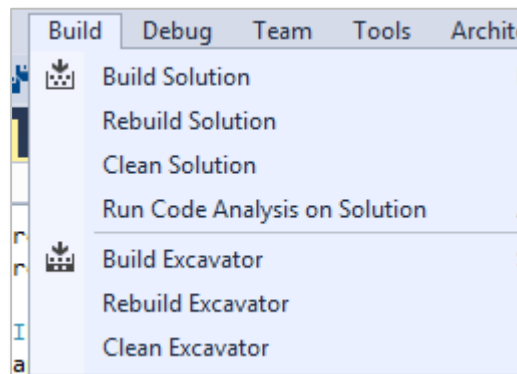 Build Debug Team Tools Archit
Build Solution
Rebuild Solution
Clean Solution
Run Code Analysis on Solution
Build Excavator
Rebuild Excavator
Clean Excavator